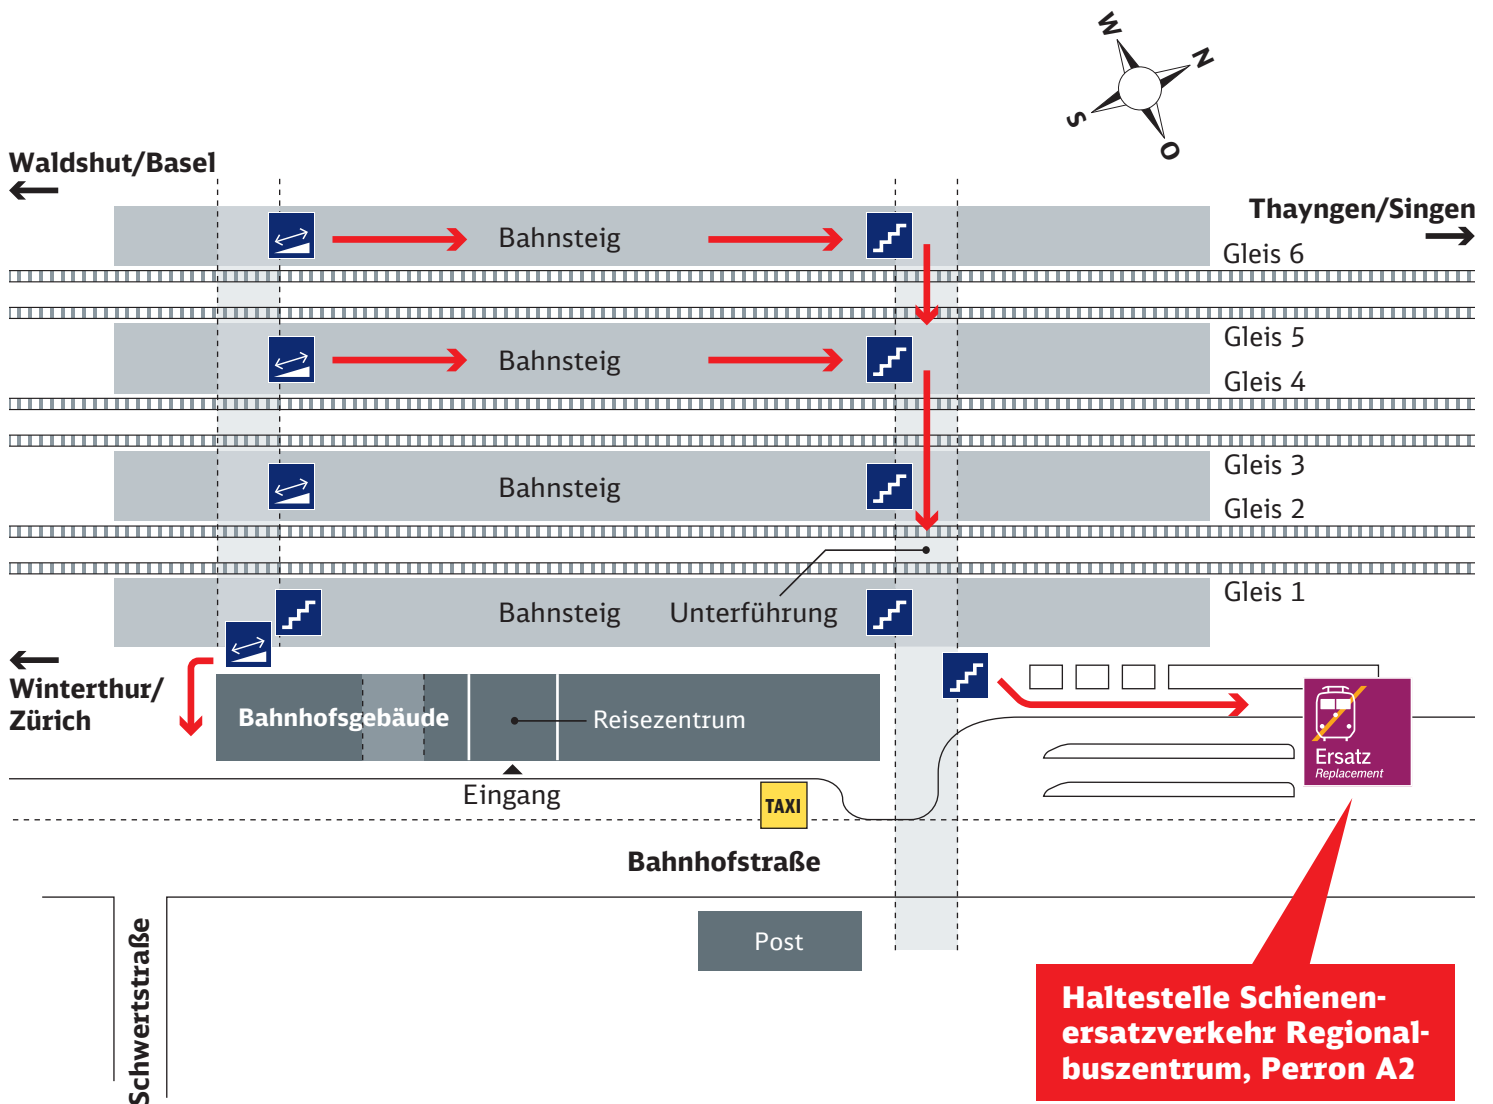 W
N
S
O
Waldshut/Basel
Thayngen/Singen
Bahnsteig
Gleis 6
Bahnsteig
Gleis 5
Gleis 4
Bahnsteig
Gleis 3
Gleis 2
Bahnsteig
Unterführung
Gleis 1
Winterthur/
Zürich
Bahnhofsgebäude
Reisezentrum
Eingang
TAXI
Ersatz
Replacement
Bahnhofstraße
Schwertstraße
Post
Haltestelle Schienen-
ersatzverkehr Regional-
buszentrum, Perron A2